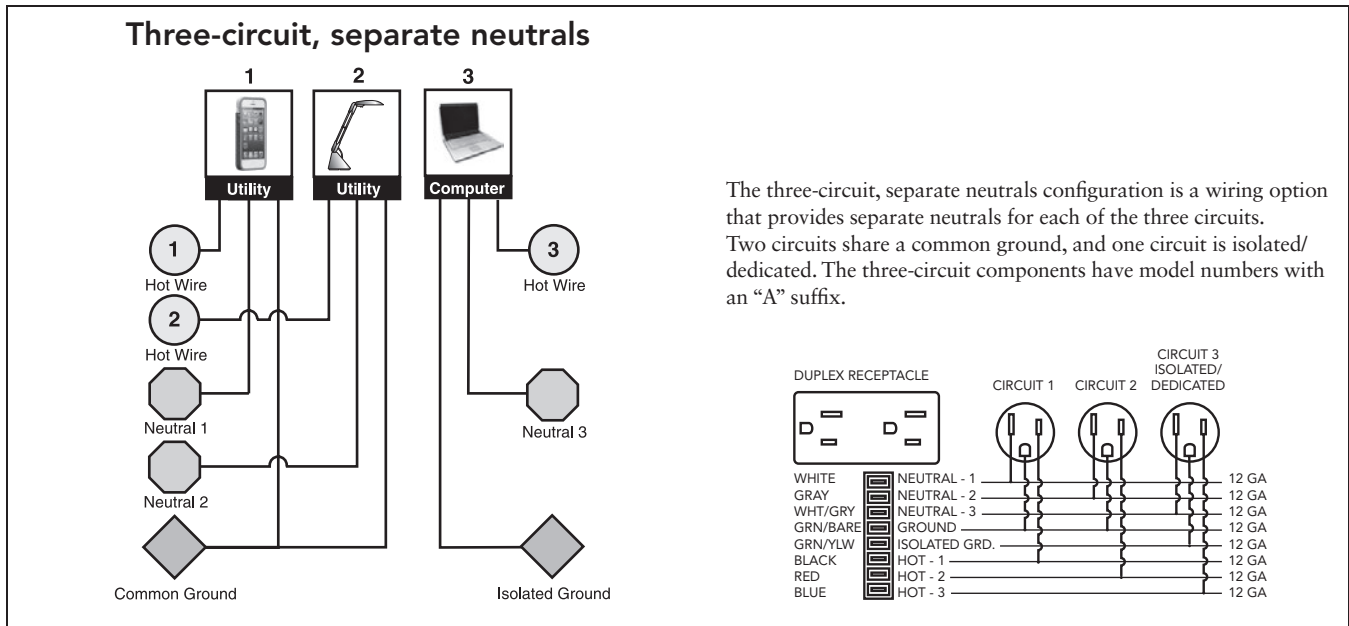 Three-circuit, separate neutrals
1 2 3
Utility Utility Computer
1
Hot Wire
3
Hot Wire
2
Hot Wire
Neutral 1
Neutral 3
Neutral 2
Common Ground
Isolated Ground
The three-circuit, separate neutrals configuration is a wiring option
that provides separate neutrals for each of the three circuits.
Two circuits share a common ground, and one circuit is isolated/
dedicated. The three-circuit components have model numbers with
an “A” suffix.
DUPLEX RECEPTACLE
CIRCUIT 1
CIRCUIT 2
CIRCUIT 3
ISOLATED/
DEDICATED
WHITE NEUTRAL - 1 12 GA
GRAY NEUTRAL - 2 12 GA
WHT/GRY NEUTRAL - 3 12 GA
GRN/BARE GROUND 12 GA
GRN/YLW ISOLATED GRD. 12 GA
BLACK HOT - 1 12 GA
RED HOT - 2 12 GA
BLUE HOT - 3 12 GA